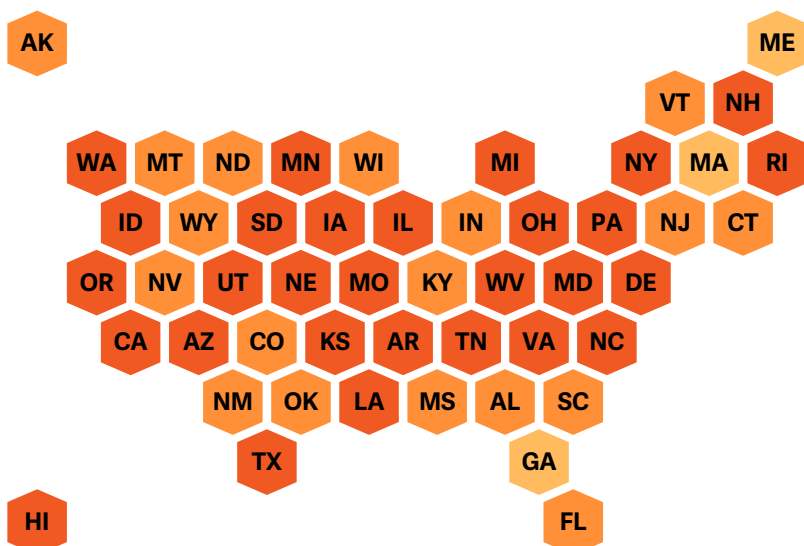 AK ME
VT NH
WA MT ND MN WI MI NY MA RI
ID WY SD IA IL IN OH PA NJ CT
OR NV UT NE MO KY WV MD DE
CA AZ CO KS AR TN VA NC
NM OK LA MS AL SC
TX GA
HI FL